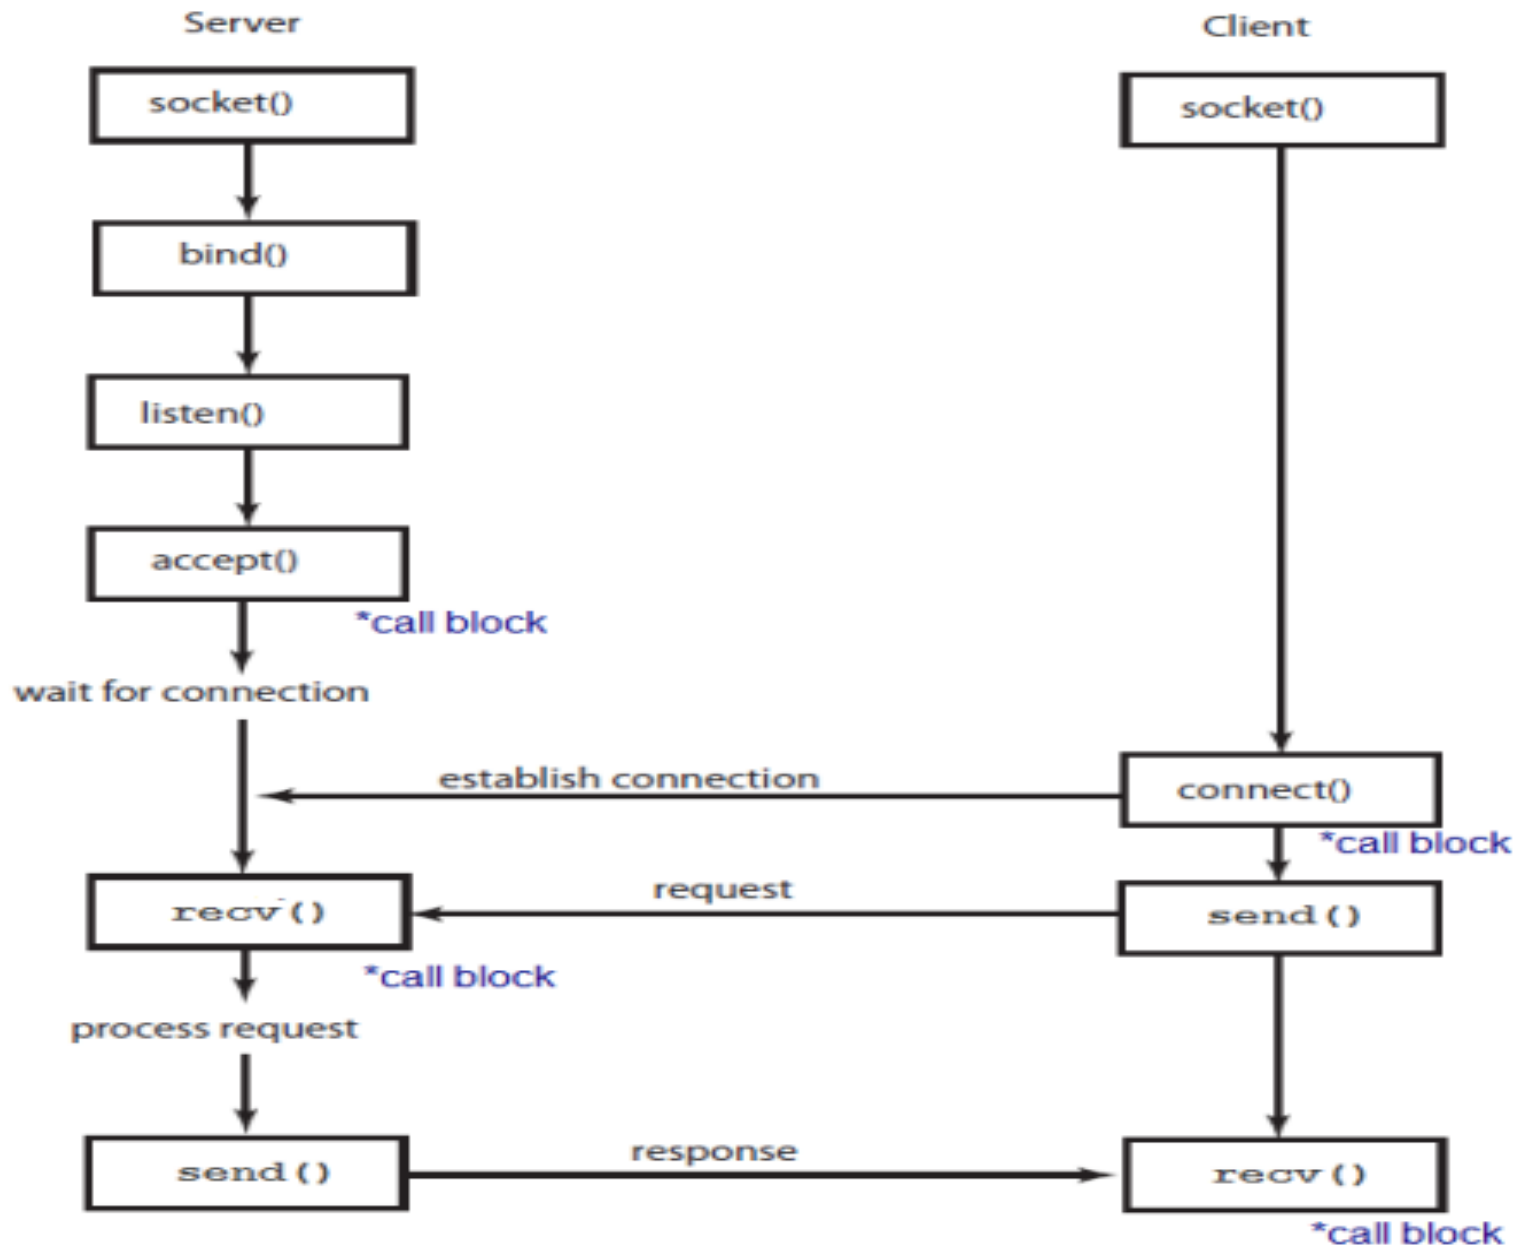 Server
Client
socket()
socket()
bind()
listen()
accept()
*call block
wait for connection
establish connection
connect()
*call block
request
recv()
send()
*call block
process request
response
send()
recv()
*call block